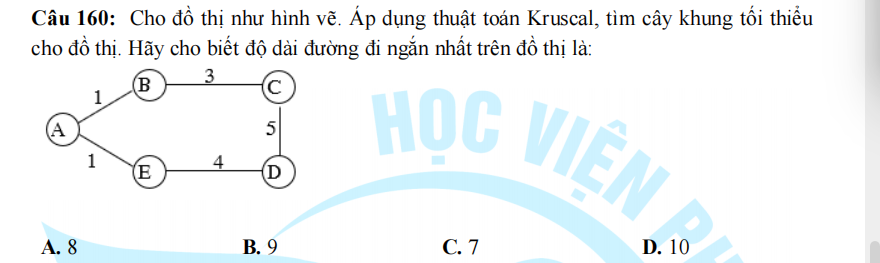 Câu 160: Cho đồ thị như hình vẽ. Áp dụng thuật toán Kruscal, tìm cây khung tối thiểu
cho đồ thị. Hãy cho biết độ dài đường đi ngắn nhất trên đồ thị là:
B 3 C
1
A 5
1 4
E D
HỌC VIỆN
A. 8 B. 9 C. 7 D. 10